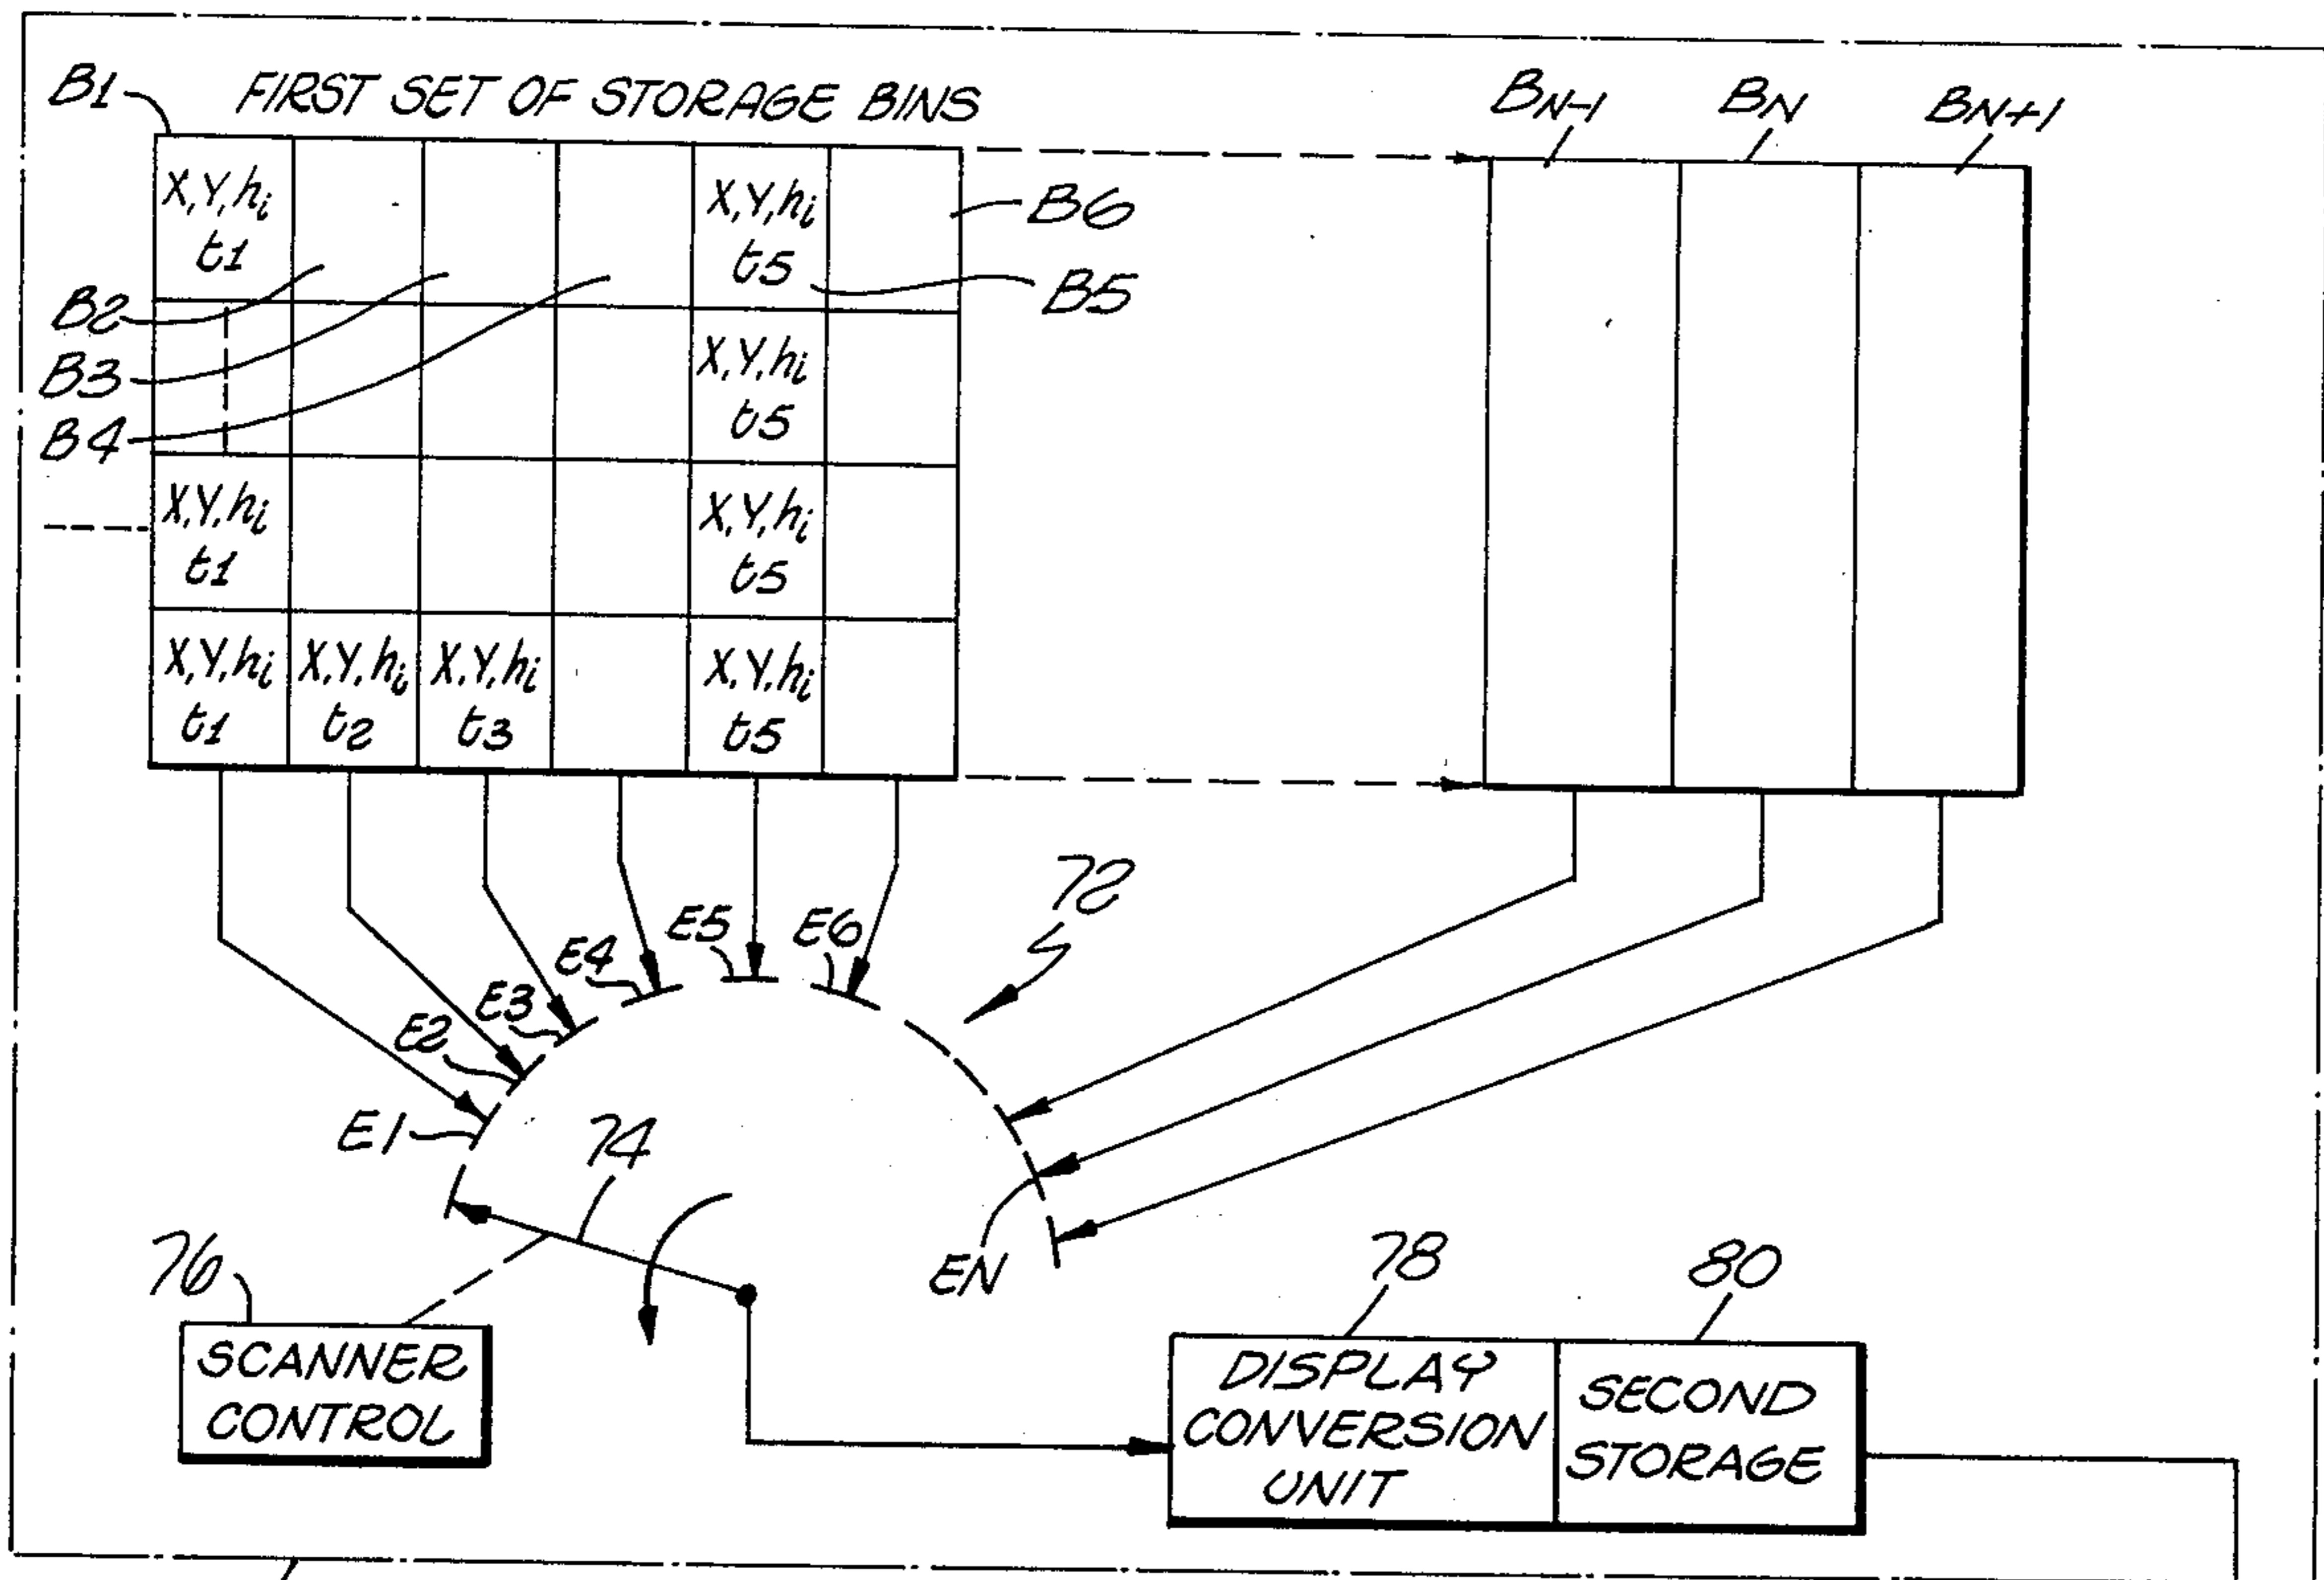 B1
FIRST SET OF STORAGE BINS
BN-1
BN
BN+1
X,Y,hi
t1
X,Y,hi
t5
B6
B5
B2
B3
B4
X,Y,hi
t5
X,Y,hi
t1
X,Y,hi
t5
X,Y,hi
t1
X,Y,hi
t2
X,Y,hi
t3
X,Y,hi
t5
72
E1
E2
E3
E4
E5
E6
EN
74
76
SCANNER
CONTROL
78
DISPLAY
CONVERSION
UNIT
80
SECOND
STORAGE